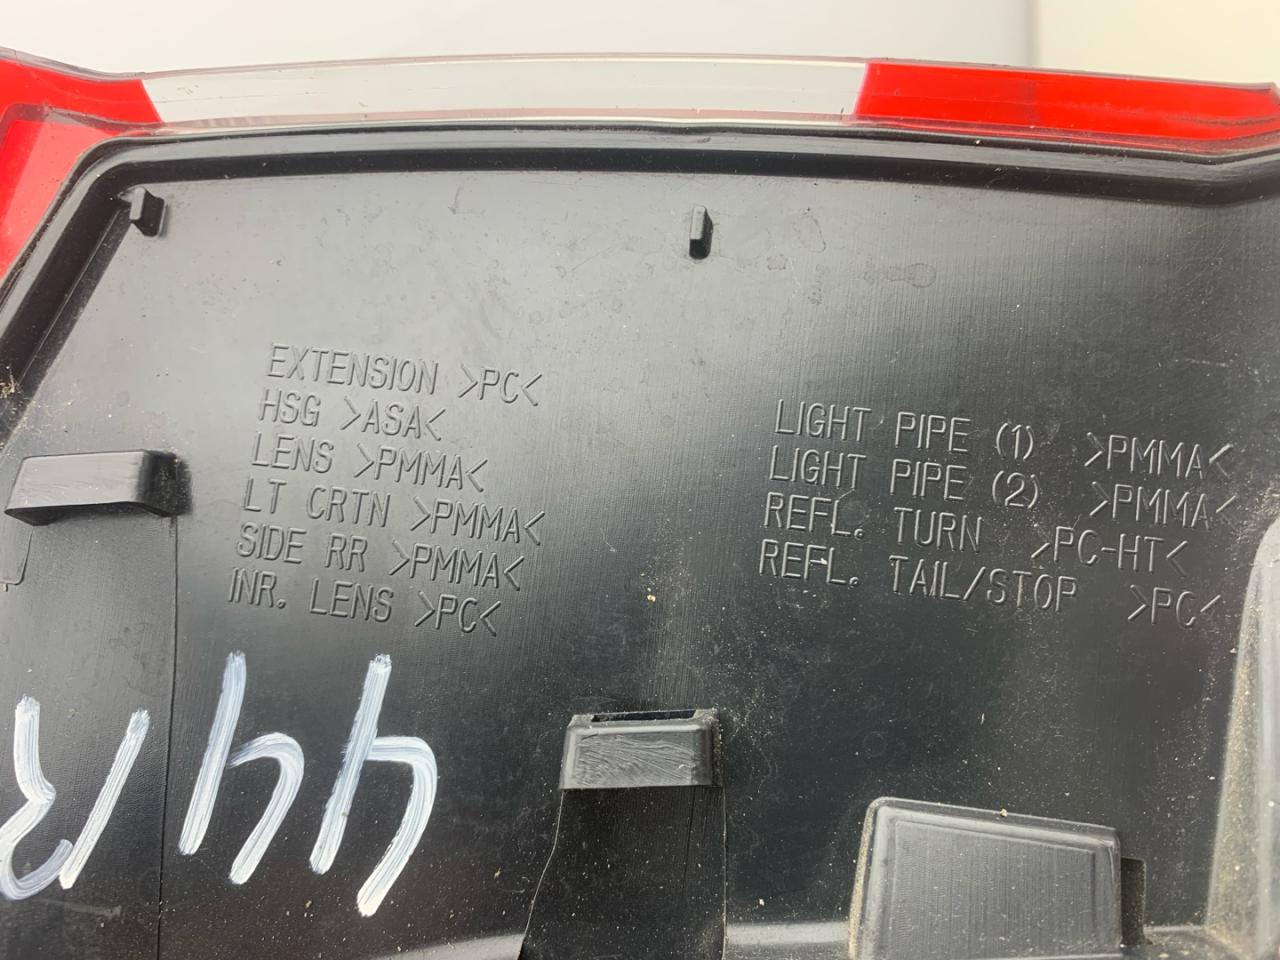 EXTENSION >PC<
HSG >ASA<
LENS >PMMA<
LT CRTN >PMMA<
SIDE RR >PMMA<
INR. LENS >PC<
LIGHT PIPE (1) >PMMA<
LIGHT PIPE (2) >PMMA<
REFL. TURN >PC-HT<
REFL. TAIL/STOP >PC<